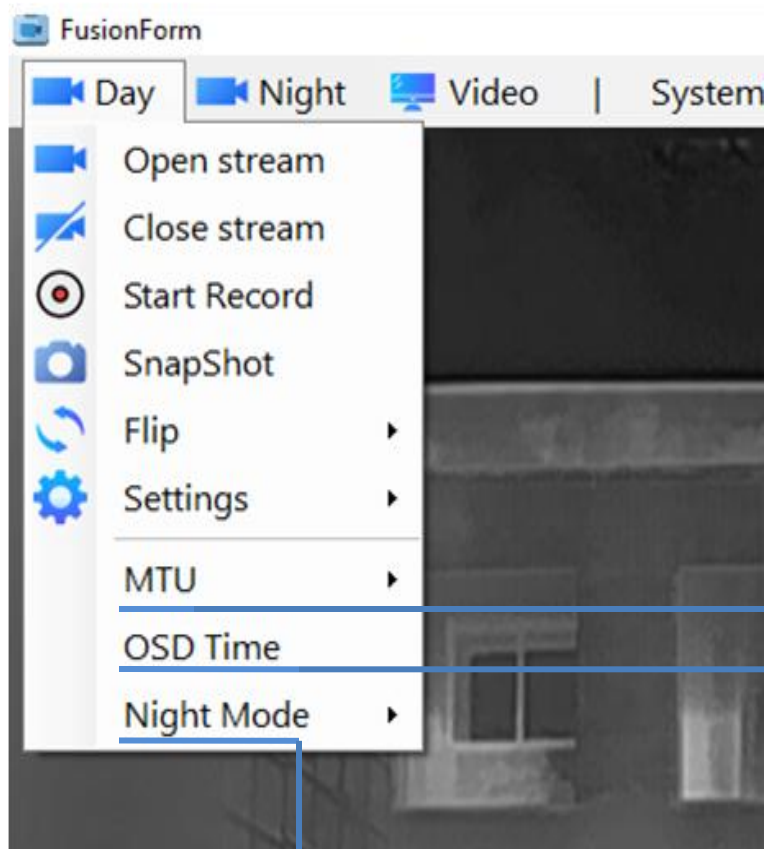 FusionForm
Day Night Video | System
Open stream
Close stream
Start Record
SnapShot
Flip
Settings
MTU
OSD Time
Night Mode